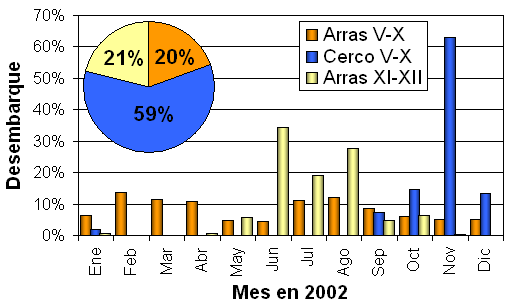 70%
60%
50%
40%
30%
20%
10%
0%
Desembarque
21%
20%
59%
Arras V-X
Cerco V-X
Arras XI-XII
Ene
Feb
Mar
Abr
May
Jun
Jul
Ago
Sep
Oct
Nov
Dic
Mes en 2002